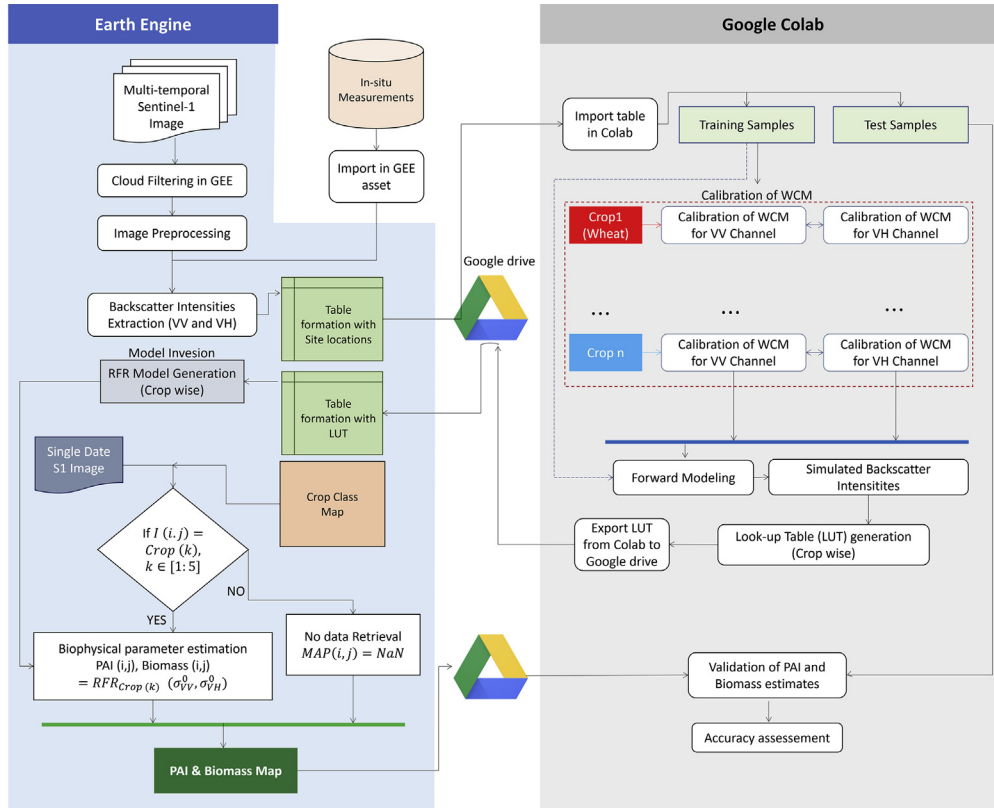 Earth Engine
Google Colab
Multi-temporal
Sentinel-1
Image
In-situ
Measurements
Cloud Filtering in GEE
Import in GEE
asset
Image Preprocessing
Backscatter Intensities
Extraction (VV and VH)
Table
formation with
Site locations
Google drive
Model Invesion
RFR Model Generation
(Crop wise)
Table
formation with
LUT
Single Date
S1 Image
Crop Class
Map
If I (i.j) =
Crop (k),
k ∈ [1: 5]
NO
YES
Biophysical parameter estimation
PAI (i,j), Biomass (i,j)
= RFR_Crop (k) (σ⁰_VV, σ⁰_VH)
No data Retrieval
MAP(i,j) = NaN
PAI & Biomass Map
Import table
in Colab
Training Samples
Test Samples
Calibration of WCM
Crop1
(Wheat)
Calibration of WCM
for VV Channel
Calibration of WCM
for VH Channel
...
...
...
Crop n
Calibration of WCM
for VV Channel
Calibration of WCM
for VH Channel
Forward Modeling
Simulated Backscatter
Intensitites
Look-up Table (LUT) generation
(Crop wise)
Export LUT
from Colab to
Google drive
Validation of PAI and
Biomass estimates
Accuracy assessement